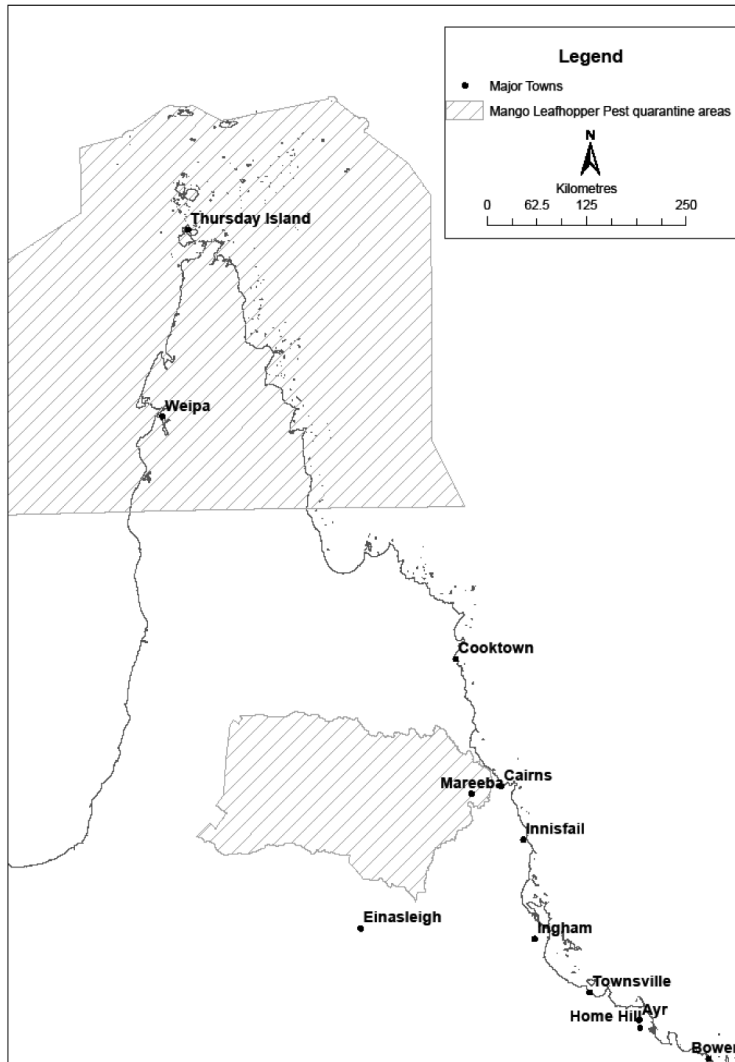 Legend
Major Towns
Mango Leafhopper Pest quarantine areas
N
Kilometres
0 62.5 125 250
Thursday Island
Weipa
Cooktown
Cairns
Mareeba
Innisfail
Einasleigh
Ingham
Townsville
Ayr
Home Hill
Bowen